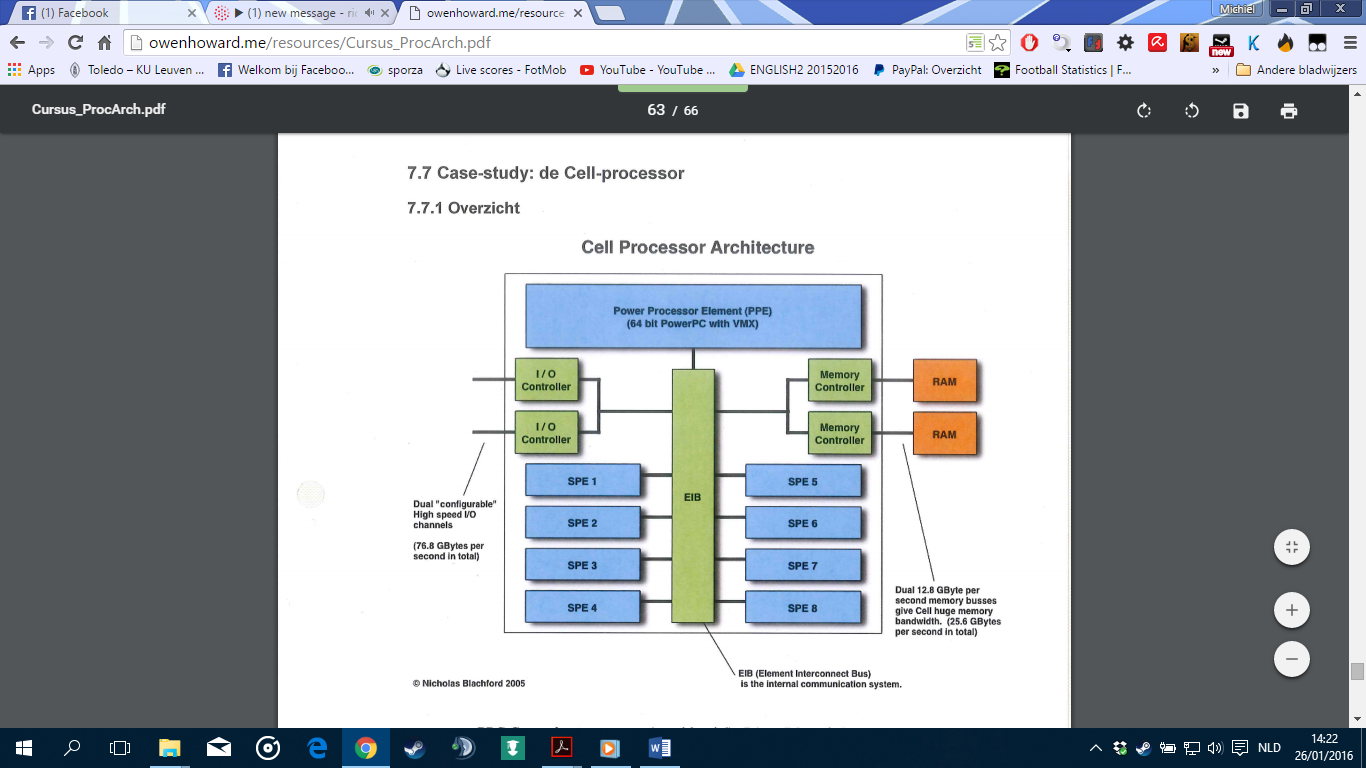 (1) Facebook
(1) new message - ri
owenhoward.me/resource
Michiel
owenhoward.me/resources/Cursus_ProcArch.pdf
new
K
Apps
Toledo – KU Leuven ...
Welkom bij Faceboo...
sporza
Live scores - FotMob
YouTube - YouTube ...
ENGLISH2 20152016
PayPal: Overzicht
Football Statistics | F...
»
Andere bladwijzers
Cursus_ProcArch.pdf
63 / 66
7.7 Case-study: de Cell-processor
7.7.1 Overzicht
Cell Processor Architecture
Power Processor Element (PPE)
(64 bit PowerPC with VMX)
I / O
Controller
Memory
Controller
RAM
I / O
Controller
Memory
Controller
RAM
SPE 1
SPE 5
EIB
SPE 2
SPE 6
SPE 3
SPE 7
SPE 4
SPE 8
Dual "configurable"
High speed I/O
channels
(76.8 GBytes per
second in total)
Dual 12.8 GByte per
second memory busses
give Cell huge memory
bandwidth. (25.6 GBytes
per second in total)
EIB (Element Interconnect Bus)
is the internal communication system.
© Nicholas Blachford 2005
NLD
14:22
26/01/2016